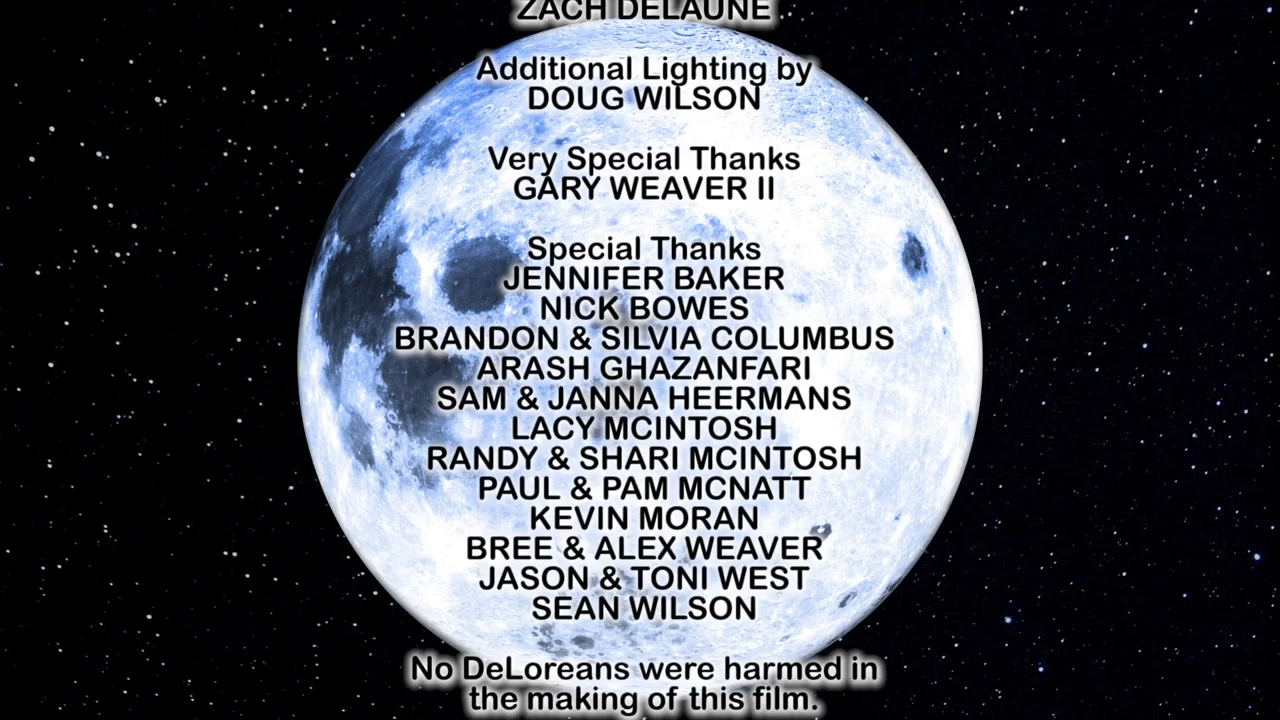 ZACH DELAUNE
Additional Lighting by
DOUG WILSON
Very Special Thanks
GARY WEAVER II
Special Thanks
JENNIFER BAKER
NICK BOWES
BRANDON & SILVIA COLUMBUS
ARASH GHAZANFARI
SAM & JANNA HEERMANS
LACY MCINTOSH
RANDY & SHARI MCINTOSH
PAUL & PAM MCNATT
KEVIN MORAN
BREE & ALEX WEAVER
JASON & TONI WEST
SEAN WILSON
No DeLoreans were harmed in
the making of this film.